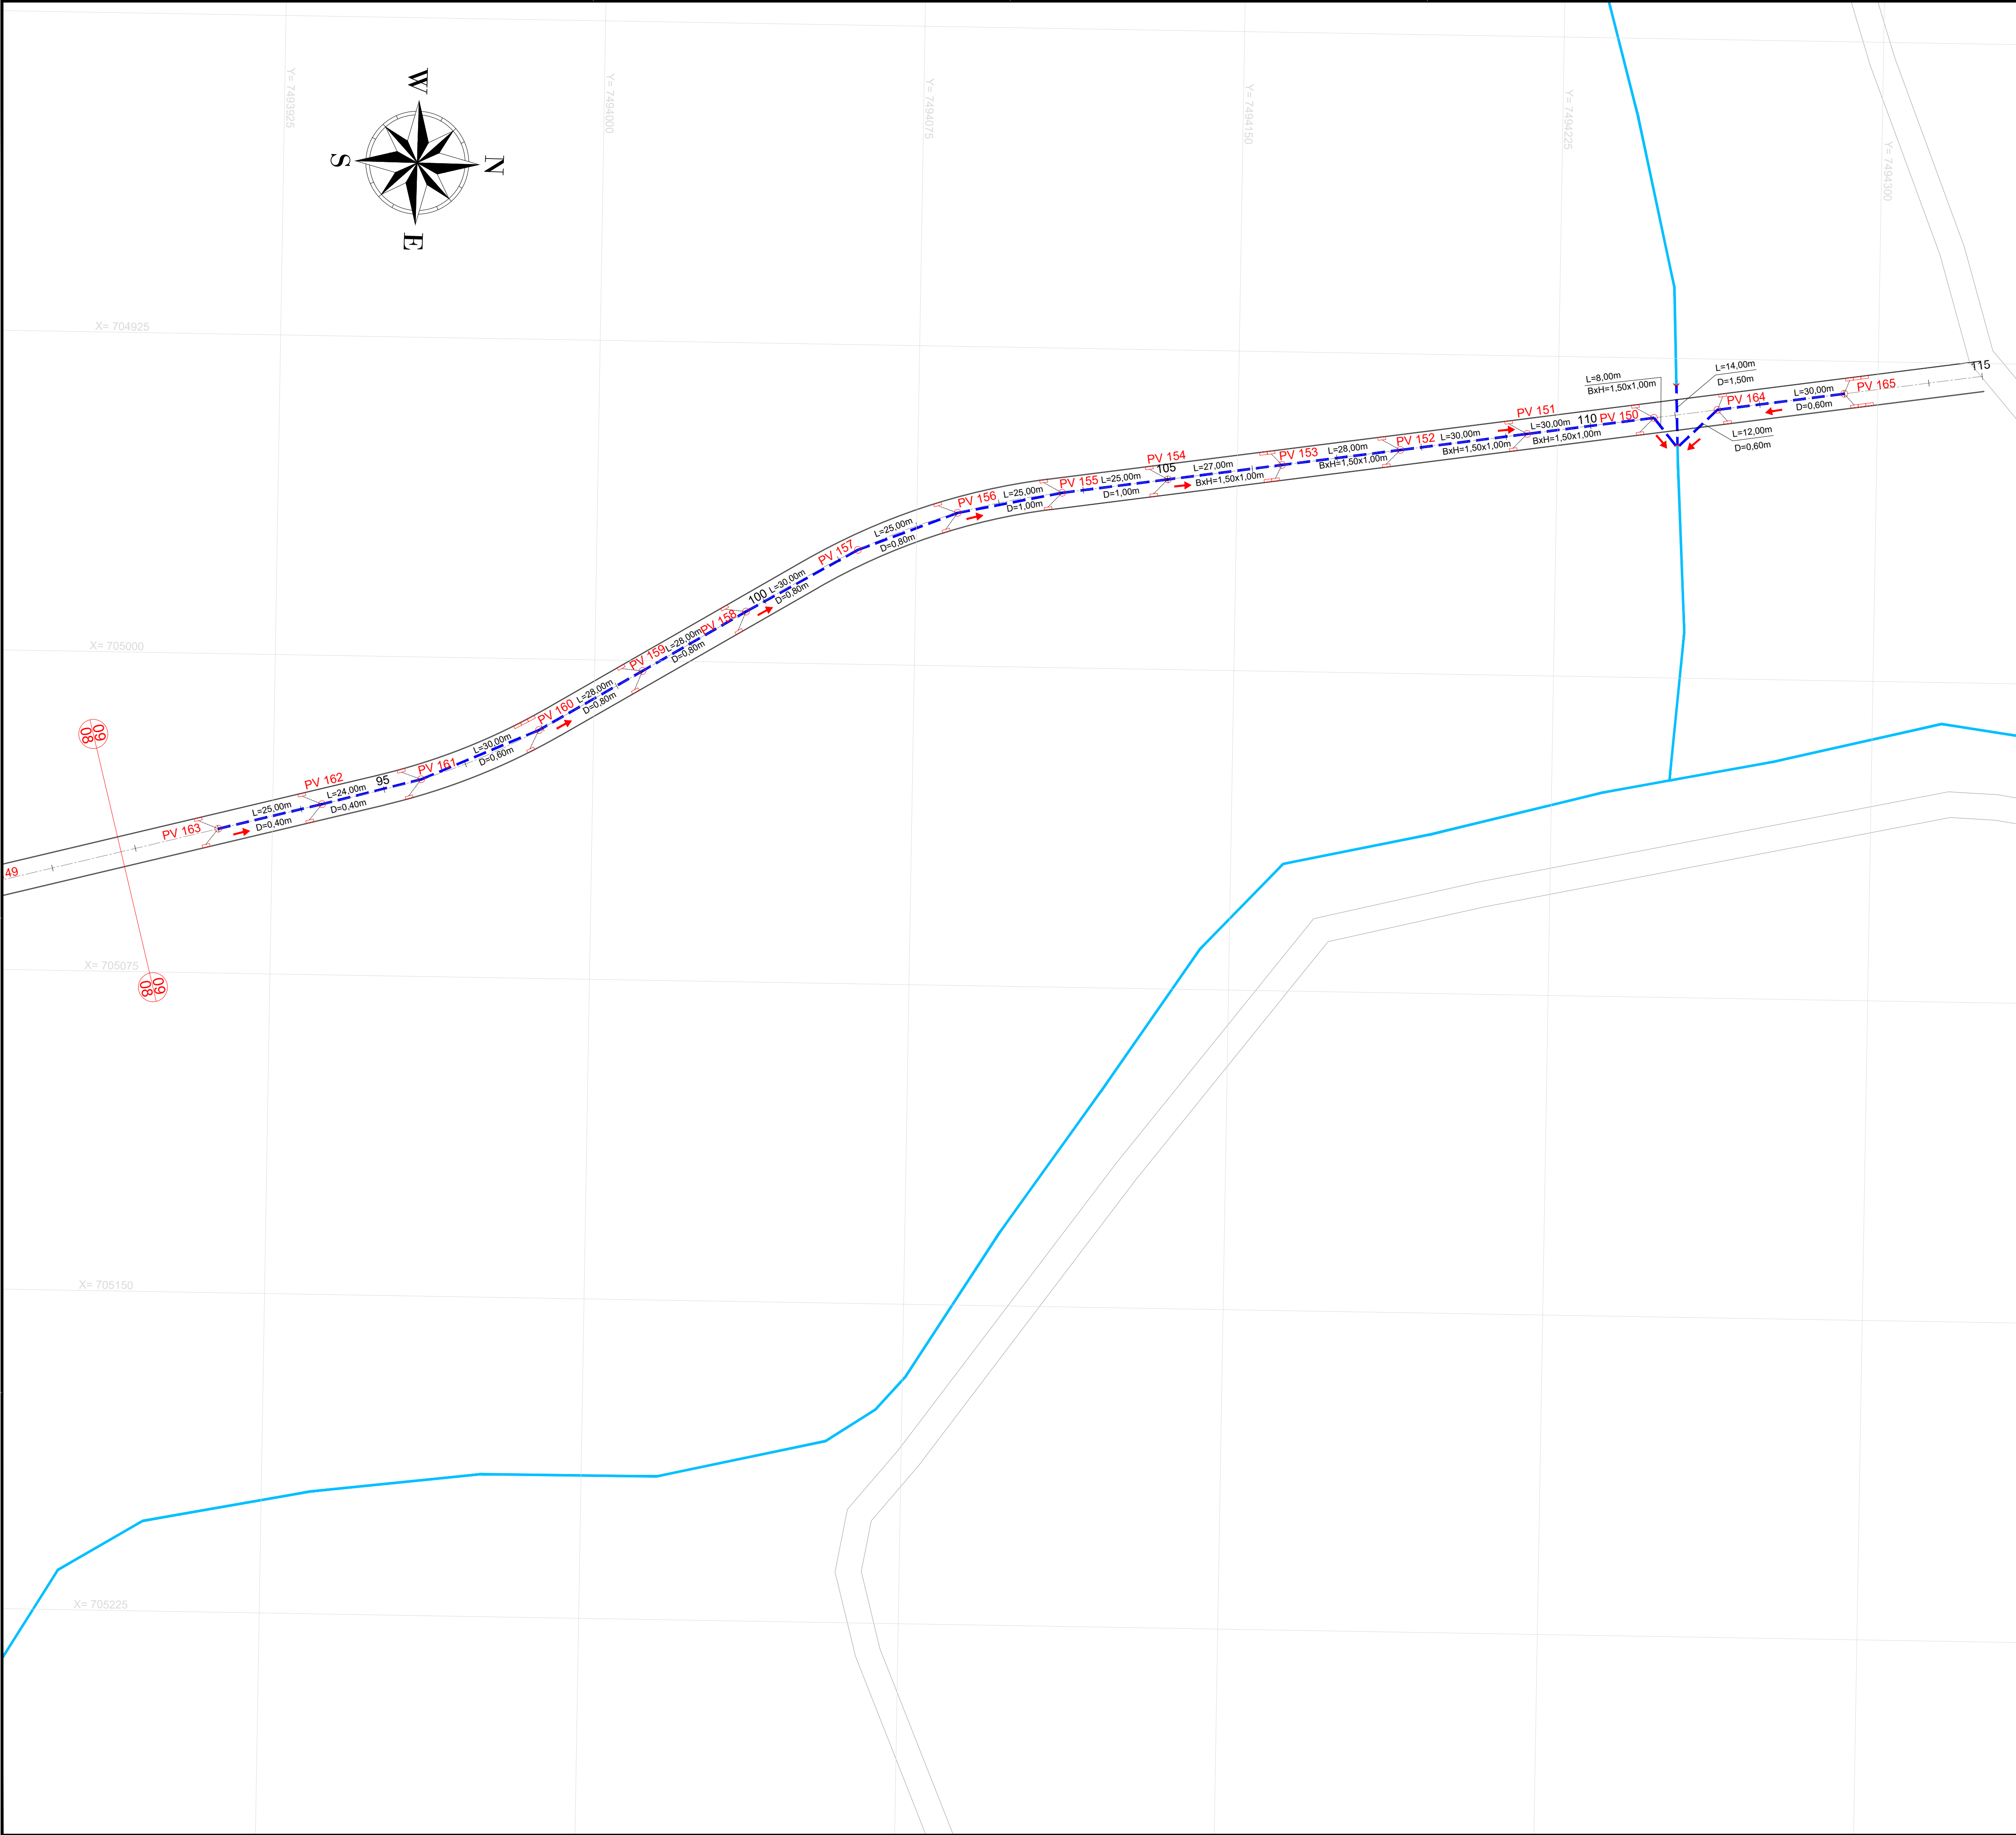 Y= 7493925
Y= 7494000
Y= 7494075
Y= 7494150
Y= 7494225
Y= 7494300
W
S
N
E
X= 704925
X= 705000
X= 705075
X= 705150
X= 705225
115
L=14,00m
D=1,50m
L=8,00m
BxH=1,50x1,00m
PV 165
L=30,00m
D=0,60m
PV 164
L=12,00m
D=0,60m
PV 150
110
PV 151
L=30,00m
BxH=1,50x1,00m
PV 152
L=30,00m
BxH=1,50x1,00m
PV 153
L=28,00m
BxH=1,50x1,00m
PV 154
105
L=27,00m
BxH=1,50x1,00m
PV 155
L=25,00m
D=1,00m
PV 156
L=25,00m
D=1,00m
PV 157
L=25,00m
D=0,80m
100
L=30,00m
D=0,80m
PV 158
L=28,00m
D=0,80m
PV 159
L=28,00m
D=0,80m
PV 160
L=30,00m
D=0,60m
PV 161
95
L=24,00m
D=0,40m
PV 162
L=25,00m
D=0,40m
PV 163
49
09
08
09
08